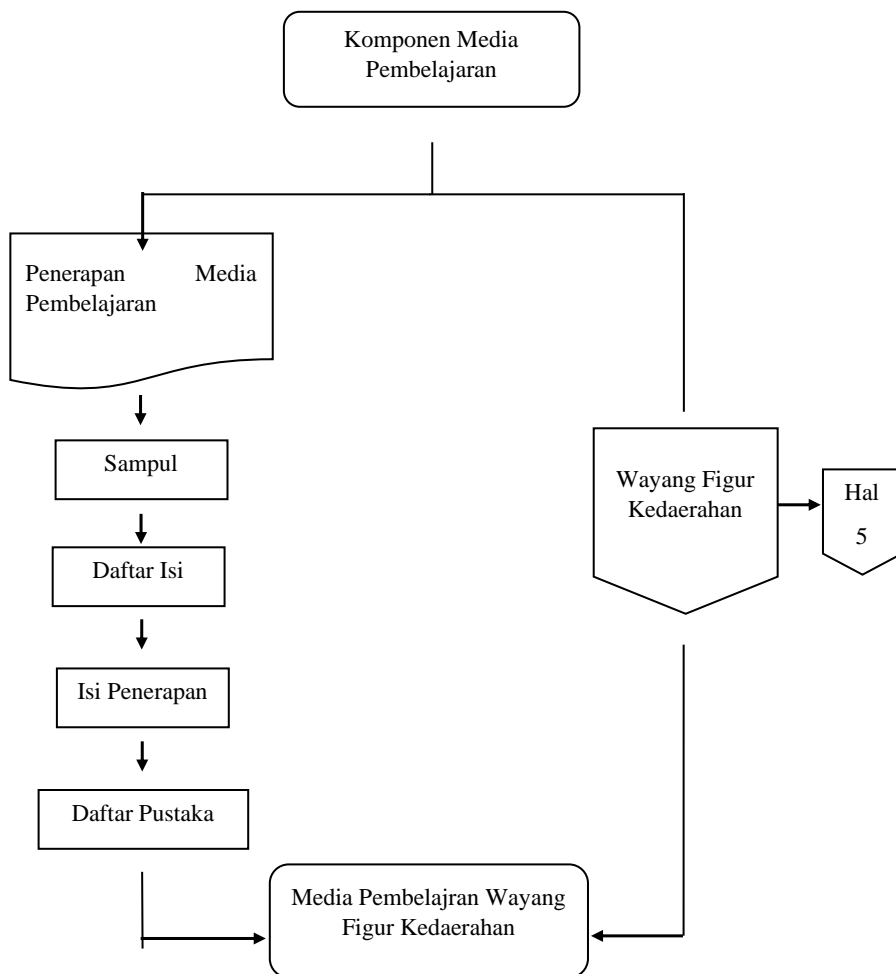 Komponen Media
Pembelajaran
Penerapan Media
Pembelajaran
Sampul
Daftar Isi
Isi Penerapan
Daftar Pustaka
Wayang Figur
Kedaerahan
Hal
5
Media Pembelajran Wayang
Figur Kedaerahan